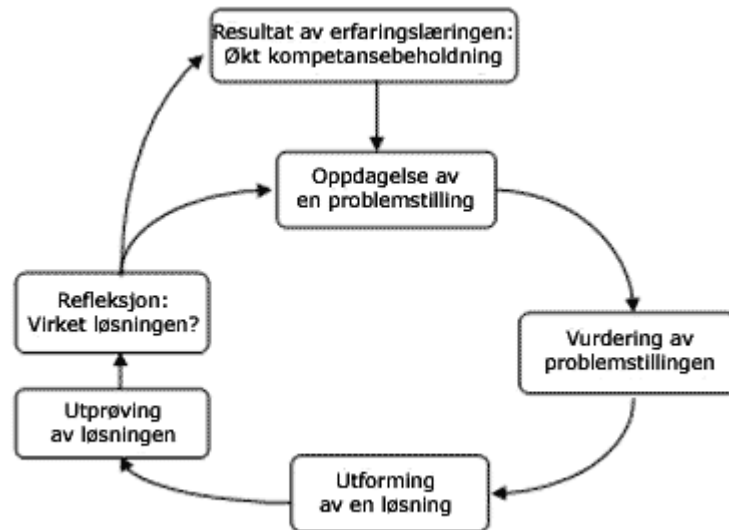 Resultat av erfaringslæringen:
Økt kompetansebeholdning
Oppdagelse av
en problemstilling
Vurdering av
problemstillingen
Utforming
av en løsning
Utprøving
av løsningen
Refleksjon:
Virket løsningen?